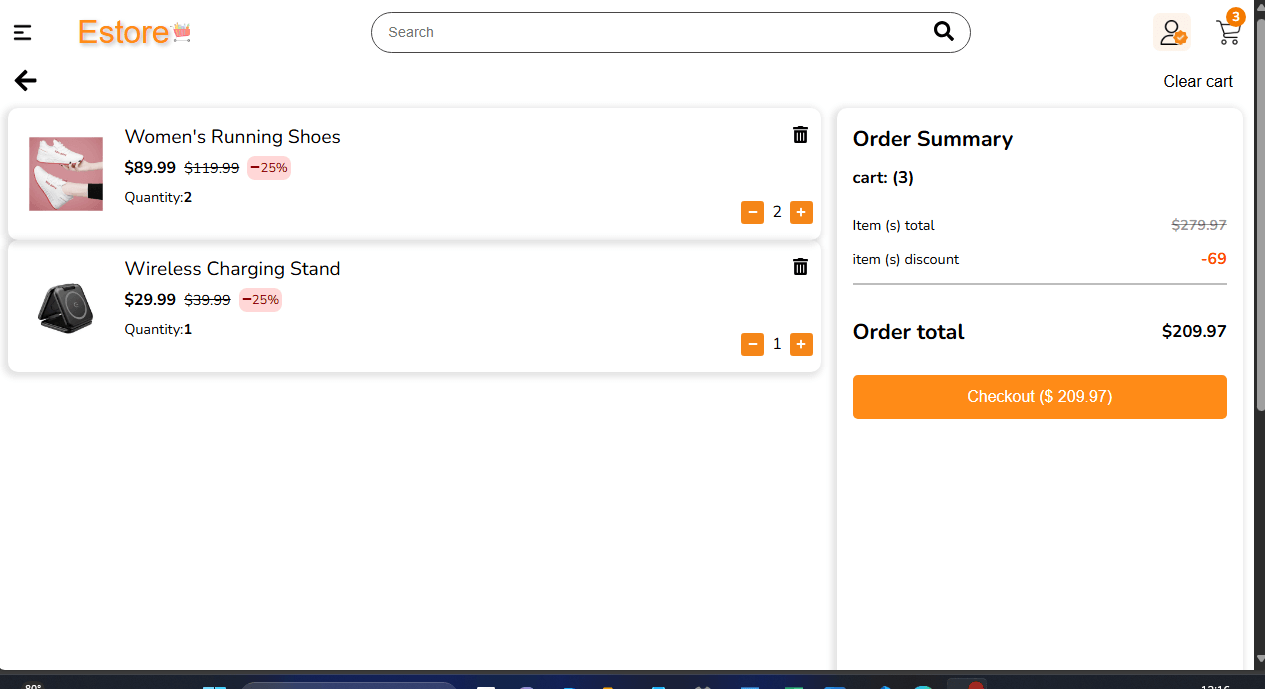 Estore
Search
3
Clear cart
Women's Running Shoes
$89.99 $119.99 −25%
Quantity:2
− 2 +
Wireless Charging Stand
$29.99 $39.99 −25%
Quantity:1
− 1 +
Order Summary
cart: (3)
Item (s) total $279.97
item (s) discount -69
Order total $209.97
Checkout ($ 209.97)